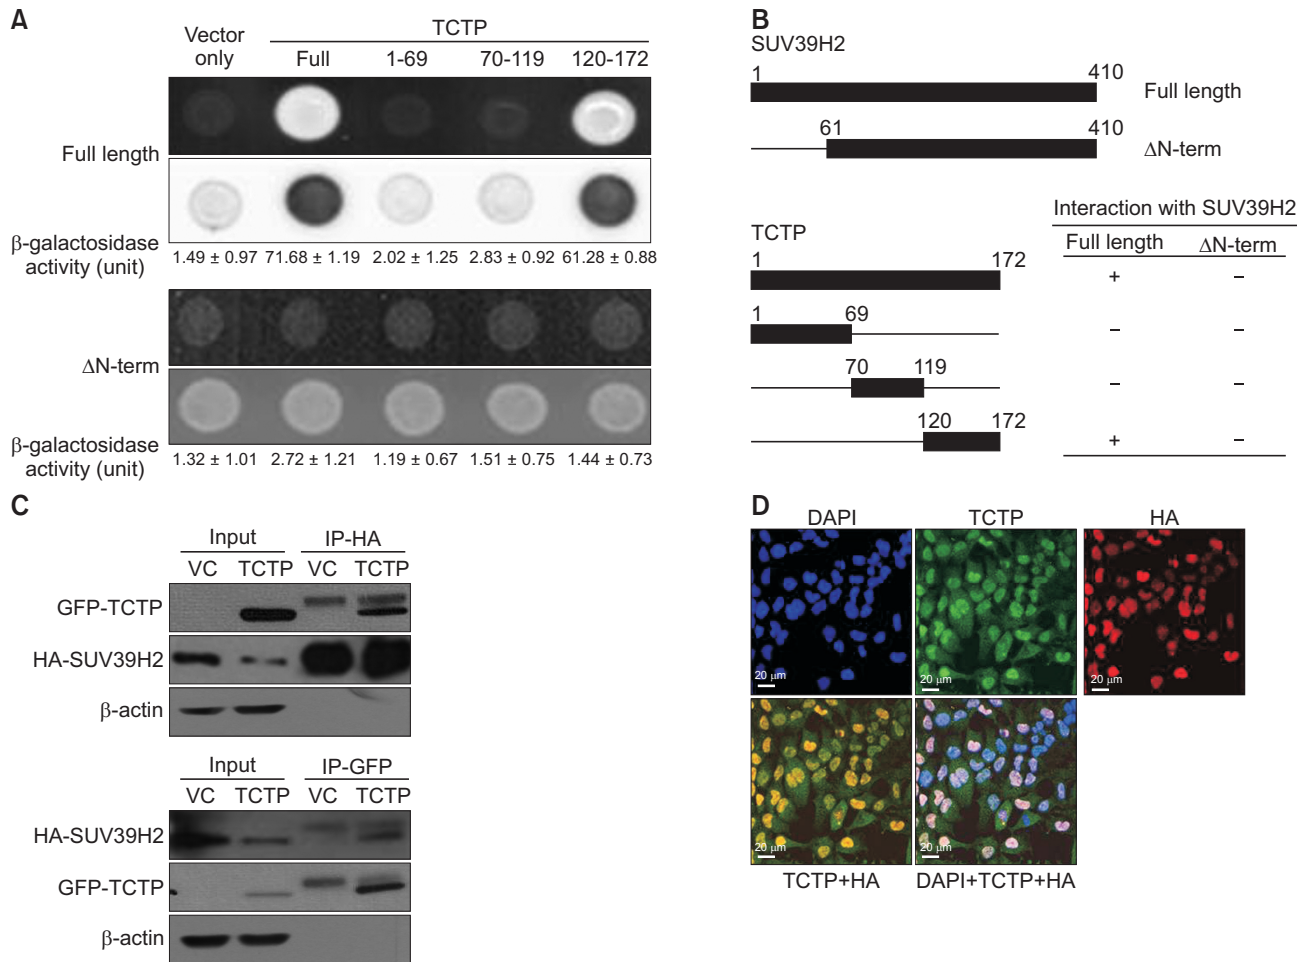 A
TCTP
Vector only
Full
1-69
70-119
120-172
Full length
β-galactosidase activity (unit)
1.49 ± 0.97 71.68 ± 1.19 2.02 ± 1.25 2.83 ± 0.92 61.28 ± 0.88
ΔN-term
β-galactosidase activity (unit)
1.32 ± 1.01 2.72 ± 1.21 1.19 ± 0.67 1.51 ± 0.75 1.44 ± 0.73
B
SUV39H2
1 410
Full length
61 410
ΔN-term
Interaction with SUV39H2
TCTP
Full length ΔN-term
1 172
+ −
1 69
− −
70 119
− −
120 172
+ −
C
Input IP-HA
VC TCTP VC TCTP
GFP-TCTP
HA-SUV39H2
β-actin
Input IP-GFP
VC TCTP VC TCTP
HA-SUV39H2
GFP-TCTP
β-actin
D
DAPI TCTP HA
20 μm 20 μm 20 μm
20 μm 20 μm
TCTP+HA DAPI+TCTP+HA